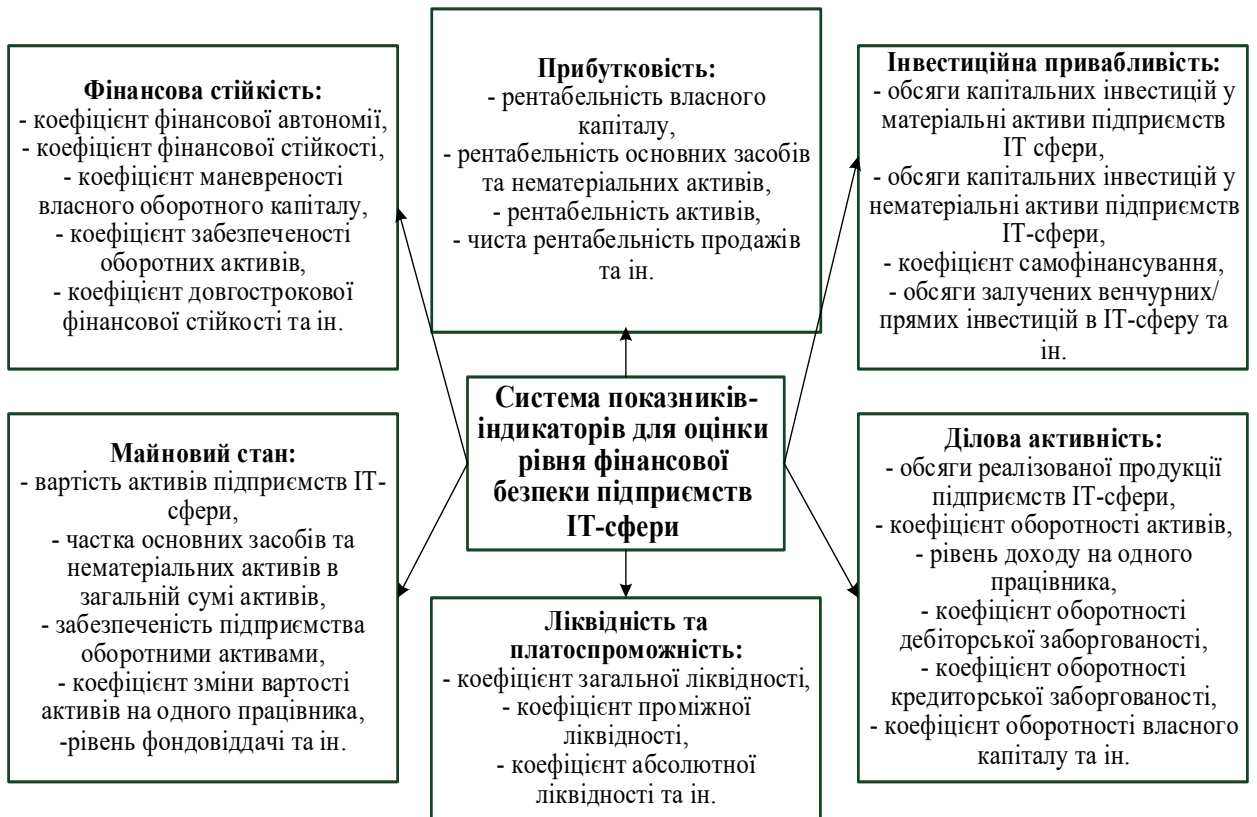 Фінансова стійкість:
- коефіцієнт фінансової автономії,
- коефіцієнт фінансової стійкості,
- коефіцієнт маневреності
власного оборотного капіталу,
- коефіцієнт забезпеченості
оборотних активів,
- коефіцієнт довгострокової
фінансової стійкості та ін.
Прибутковість:
- рентабельність власного
капіталу,
- рентабельність основних засобів
та нематеріальних активів,
- рентабельність активів,
- чиста рентабельність продажів
та ін.
Інвестиційна привабливість:
- обсяги капітальних інвестицій у
матеріальні активи підприємств
ІТ сфери,
- обсяги капітальних інвестицій у
нематеріальні активи підприємств
ІТ-сфери,
- коефіцієнт самофінансування,
- обсяги залучених венчурних/
прямих інвестицій в ІТ-сферу та
ін.
Система показників-
індикаторів для оцінки
рівня фінансової
безпеки підприємств
ІТ-сфери
Майновий стан:
- вартість активів підприємств ІТ-
сфери,
- частка основних засобів та
нематеріальних активів в
загальній сумі активів,
- забезпеченість підприємства
оборотними активами,
- коефіцієнт зміни вартості
активів на одного працівника,
-рівень фондовіддачі та ін.
Ліквідність та
платоспроможність:
- коефіцієнт загальної ліквідності,
- коефіцієнт проміжної
ліквідності,
- коефіцієнт абсолютної
ліквідності та ін.
Ділова активність:
- обсяги реалізованої продукції
підприємств ІТ-сфери,
- коефіцієнт оборотності активів,
- рівень доходу на одного
працівника,
- коефіцієнт оборотності
дебіторської заборгованості,
- коефіцієнт оборотності
кредиторської заборгованості,
- коефіцієнт оборотності власного
капіталу та ін.